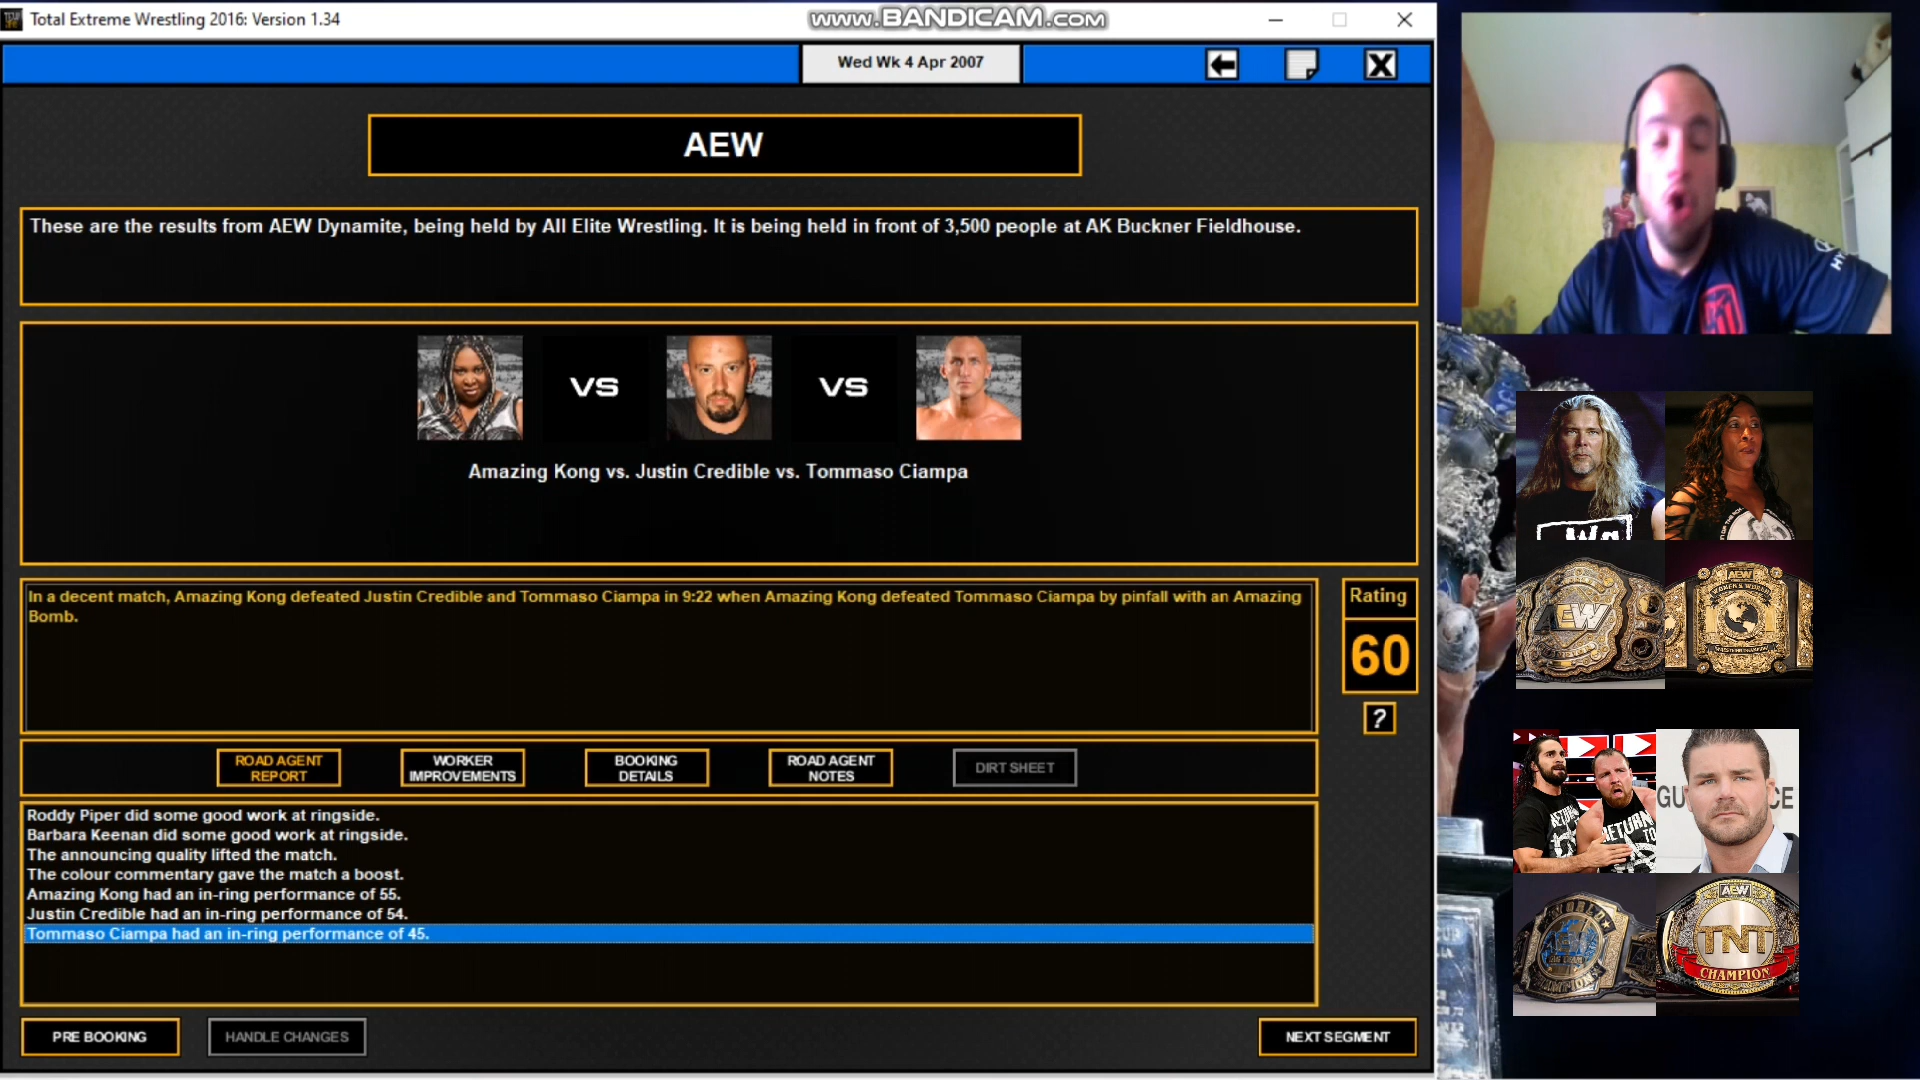 Total Extreme Wrestling 2016: Version 1.34
www.BANDICAM.com
Wed Wk 4 Apr 2007
AEW
These are the results from AEW Dynamite, being held by All Elite Wrestling. It is being held in front of 3,500 people at AK Buckner Fieldhouse.
VS
VS
Amazing Kong vs. Justin Credible vs. Tommaso Ciampa
In a decent match, Amazing Kong defeated Justin Credible and Tommaso Ciampa in 9:22 when Amazing Kong defeated Tommaso Ciampa by pinfall with an Amazing
Bomb.
Rating
60
?
ROAD AGENT
REPORT
WORKER
IMPROVEMENTS
BOOKING
DETAILS
ROAD AGENT
NOTES
DIRT SHEET
Roddy Piper did some good work at ringside.
Barbara Keenan did some good work at ringside.
The announcing quality lifted the match.
The colour commentary gave the match a boost.
Amazing Kong had an in-ring performance of 55.
Justin Credible had an in-ring performance of 54.
Tommaso Ciampa had an in-ring performance of 45.
PRE BOOKING
HANDLE CHANGES
NEXT SEGMENT
AEW
AEW
AEW
TNT
CHAMPION